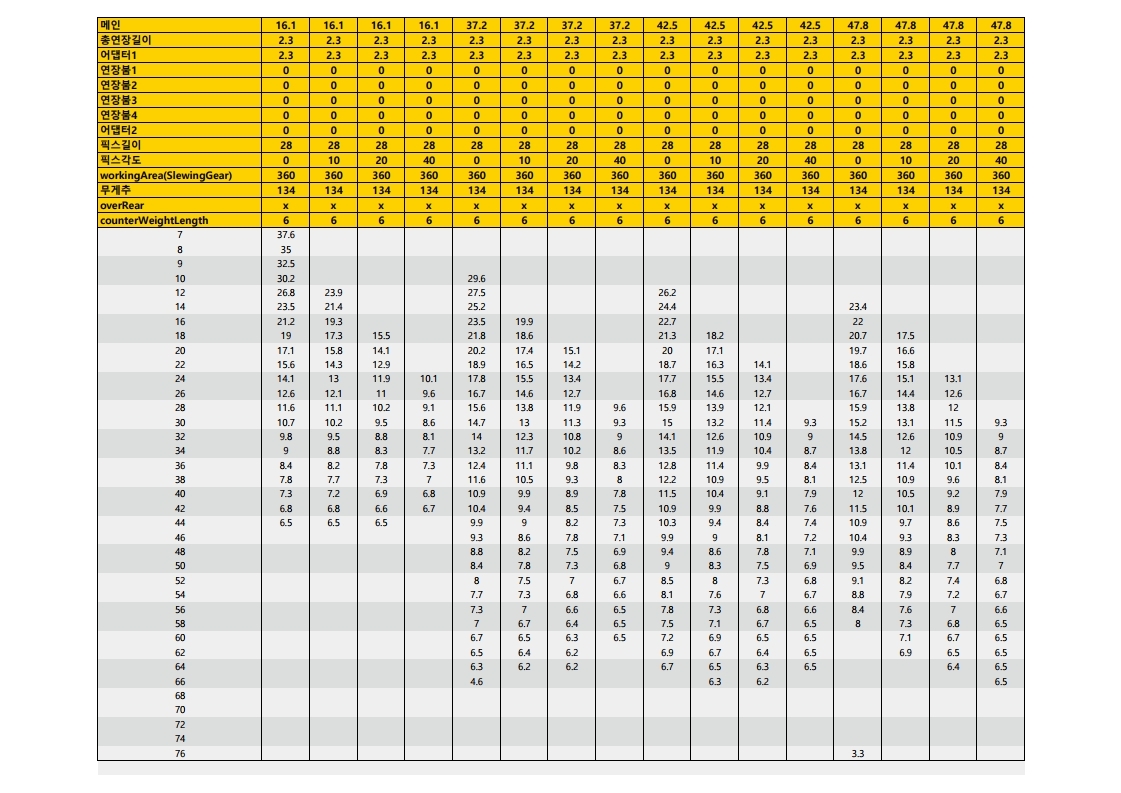 메인 16.1 16.1 16.1 16.1 37.2 37.2 37.2 37.2 42.5 42.5 42.5 42.5 47.8 47.8 47.8 47.8
총연장길이 2.3 2.3 2.3 2.3 2.3 2.3 2.3 2.3 2.3 2.3 2.3 2.3 2.3 2.3 2.3 2.3
어댑터1 2.3 2.3 2.3 2.3 2.3 2.3 2.3 2.3 2.3 2.3 2.3 2.3 2.3 2.3 2.3 2.3
연장붐1 0 0 0 0 0 0 0 0 0 0 0 0 0 0 0 0
연장붐2 0 0 0 0 0 0 0 0 0 0 0 0 0 0 0 0
연장붐3 0 0 0 0 0 0 0 0 0 0 0 0 0 0 0 0
연장붐4 0 0 0 0 0 0 0 0 0 0 0 0 0 0 0 0
어댑터2 0 0 0 0 0 0 0 0 0 0 0 0 0 0 0 0
픽스길이 28 28 28 28 28 28 28 28 28 28 28 28 28 28 28 28
픽스각도 0 10 20 40 0 10 20 40 0 10 20 40 0 10 20 40
workingArea(SlewingGear) 360 360 360 360 360 360 360 360 360 360 360 360 360 360 360 360
무게추 134 134 134 134 134 134 134 134 134 134 134 134 134 134 134 134
overRear x x x x x x x x x x x x x x x x
counterWeightLength 6 6 6 6 6 6 6 6 6 6 6 6 6 6 6 6
7 37.6
8 35
9 32.5
10 30.2 29.6
12 26.8 23.9 27.5 26.2
14 23.5 21.4 25.2 24.4 23.4
16 21.2 19.3 23.5 19.9 22.7 22
18 19 17.3 15.5 21.8 18.6 21.3 18.2 20.7 17.5
20 17.1 15.8 14.1 20.2 17.4 15.1 20 17.1 19.7 16.6
22 15.6 14.3 12.9 18.9 16.5 14.2 18.7 16.3 14.1 18.6 15.8
24 14.1 13 11.9 10.1 17.8 15.5 13.4 17.7 15.5 13.4 17.6 15.1 13.1
26 12.6 12.1 11 9.6 16.7 14.6 12.7 16.8 14.6 12.7 16.7 14.4 12.6
28 11.6 11.1 10.2 9.1 15.6 13.8 11.9 9.6 15.9 13.9 12.1 15.9 13.8 12
30 10.7 10.2 9.5 8.6 14.7 13 11.3 9.3 15 13.2 11.4 9.3 15.2 13.1 11.5 9.3
32 9.8 9.5 8.8 8.1 14 12.3 10.8 9 14.1 12.6 10.9 9 14.5 12.6 10.9 9
34 9 8.8 8.3 7.7 13.2 11.7 10.2 8.6 13.5 11.9 10.4 8.7 13.8 12 10.5 8.7
36 8.4 8.2 7.8 7.3 12.4 11.1 9.8 8.3 12.8 11.4 9.9 8.4 13.1 11.4 10.1 8.4
38 7.8 7.7 7.3 7 11.6 10.5 9.3 8 12.2 10.9 9.5 8.1 12.5 10.9 9.6 8.1
40 7.3 7.2 6.9 6.8 10.9 9.9 8.9 7.8 11.5 10.4 9.1 7.9 12 10.5 9.2 7.9
42 6.8 6.8 6.6 6.7 10.4 9.4 8.5 7.5 10.9 9.9 8.8 7.6 11.5 10.1 8.9 7.7
44 6.5 6.5 6.5 9.9 9 8.2 7.3 10.3 9.4 8.4 7.4 10.9 9.7 8.6 7.5
46 9.3 8.6 7.8 7.1 9.9 9 8.1 7.2 10.4 9.3 8.3 7.3
48 8.8 8.2 7.5 6.9 9.4 8.6 7.8 7.1 9.9 8.9 8 7.1
50 8.4 7.8 7.3 6.8 9 8.3 7.5 6.9 9.5 8.4 7.7 7
52 8 7.5 7 6.7 8.5 8 7.3 6.8 9.1 8.2 7.4 6.8
54 7.7 7.3 6.8 6.6 8.1 7.6 7 6.7 8.8 7.9 7.2 6.7
56 7.3 7 6.6 6.5 7.8 7.3 6.8 6.6 8.4 7.6 7 6.6
58 7 6.7 6.4 6.5 7.5 7.1 6.7 6.5 8 7.3 6.8 6.5
60 6.7 6.5 6.3 6.5 7.2 6.9 6.5 6.5 7.1 6.7 6.5
62 6.5 6.4 6.2 6.9 6.7 6.4 6.5 6.9 6.5 6.5
64 6.3 6.2 6.2 6.7 6.5 6.3 6.5 6.4 6.5
66 4.6 6.3 6.2 6.5
68
70
72
74
76 3.3